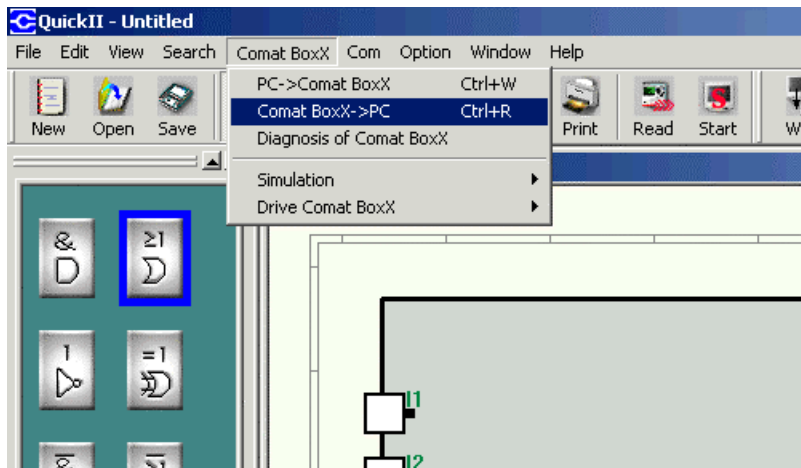 QuickII - Untitled
File Edit View Search Comat BoxX Com Option Window Help
PC->Comat BoxX Ctrl+W
Comat BoxX->PC Ctrl+R
Diagnosis of Comat BoxX
Simulation
Drive Comat BoxX
New Open Save Print Read Start W
& ≥1
1 =1
& ≥1
I1
I2